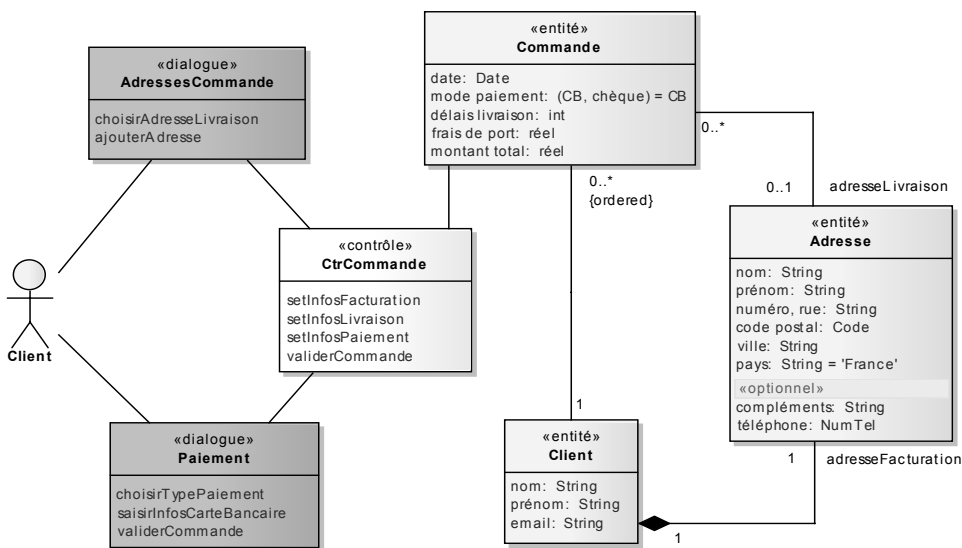 «dialogue»
AdressesCommande
choisirAdresseLivraison
ajouterAdresse
«entité»
Commande
date: Date
mode paiement: (CB, chèque) = CB
délais livraison: int
frais de port: réel
montant total: réel
0..*
0..*
{ordered}
0..1
adresseLivraison
«contrôle»
CtrCommande
setInfosFacturation
setInfosLivraison
setInfosPaiement
validerCommande
«entité»
Adresse
nom: String
prénom: String
numéro, rue: String
code postal: Code
ville: String
pays: String = 'France'
«optionnel»
compléments: String
téléphone: NumTel
Client
«dialogue»
Paiement
choisirTypePaiement
saisirInfosCarteBancaire
validerCommande
1
«entité»
Client
nom: String
prénom: String
email: String
1
adresseFacturation
1